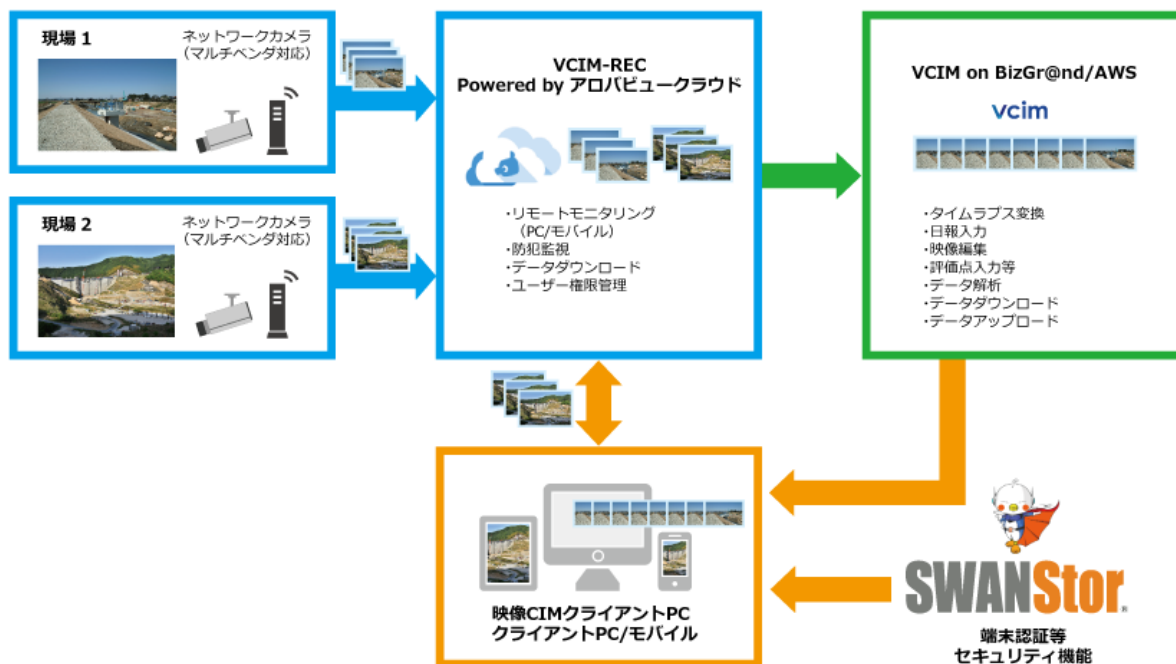 現場 1
ネットワークカメラ
(マルチベンダ対応)
現場 2
ネットワークカメラ
(マルチベンダ対応)
VCIM-REC
Powered by アロバビュークラウド
・リモートモニタリング
(PC/モバイル)
・防犯監視
・データダウンロード
・ユーザー権限管理
VCIM on BizGr@nd/AWS
vcim
・タイムラプス変換
・日報入力
・映像編集
・評価点入力等
・データ解析
・データダウンロード
・データアップロード
映像CIMクライアントPC
クライアントPC/モバイル
SWANStor
端末認証等
セキュリティ機能